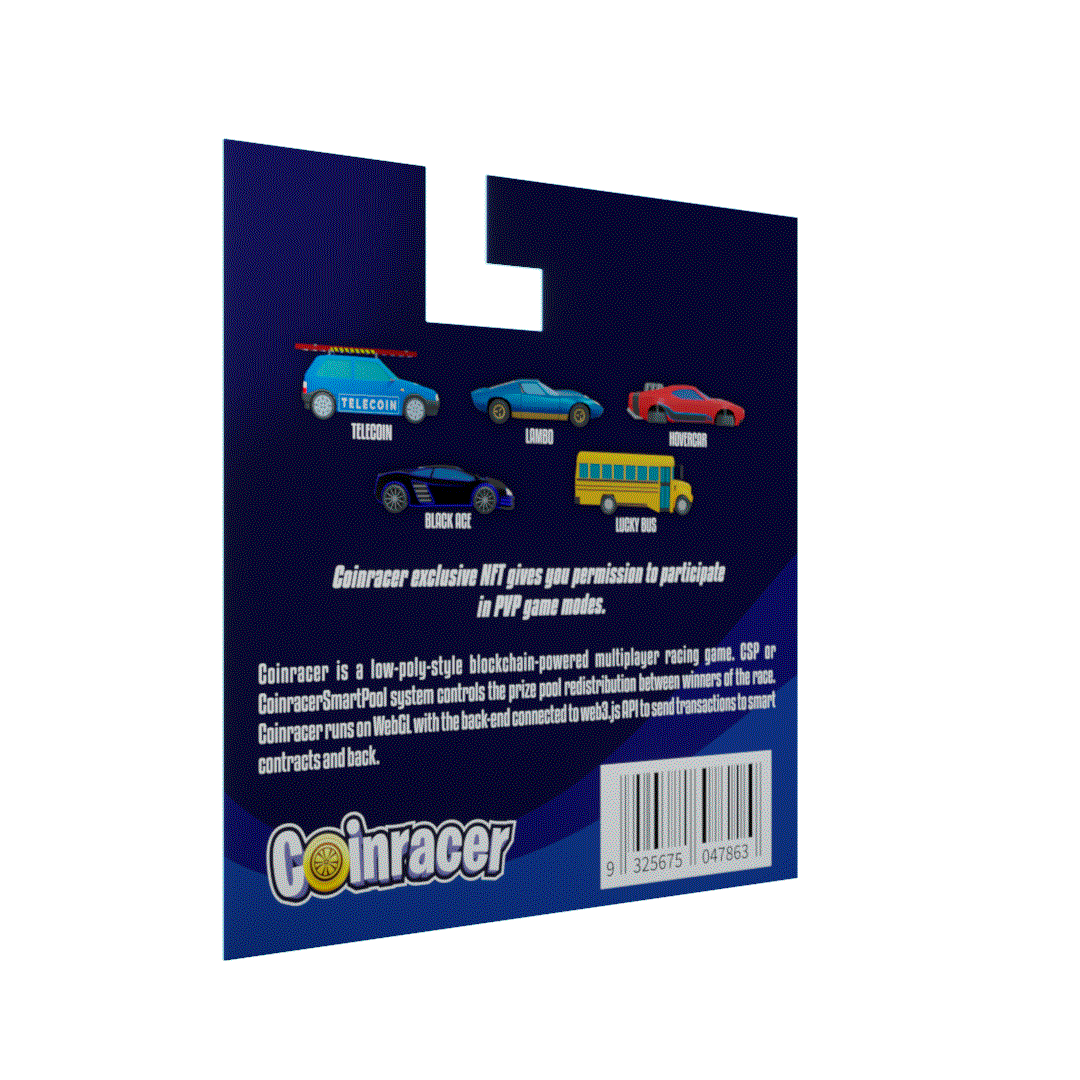 TELECOIN
TELECOIN
LAMBO
HOVERCAR
BLACK ACE
LUCKY BUS
Coinracer exclusive NFT gives you permission to participate
in PVP game modes.
Coinracer is a low-poly-style blockchain-powered multiplayer racing game. CSP or
CoinracerSmartPool system controls the prize pool redistribution between winners of the race.
Coinracer runs on WebGL with the back-end connected to web3.js API to send transactions to smart
contracts and back.
Coinracer
9 325675 047863